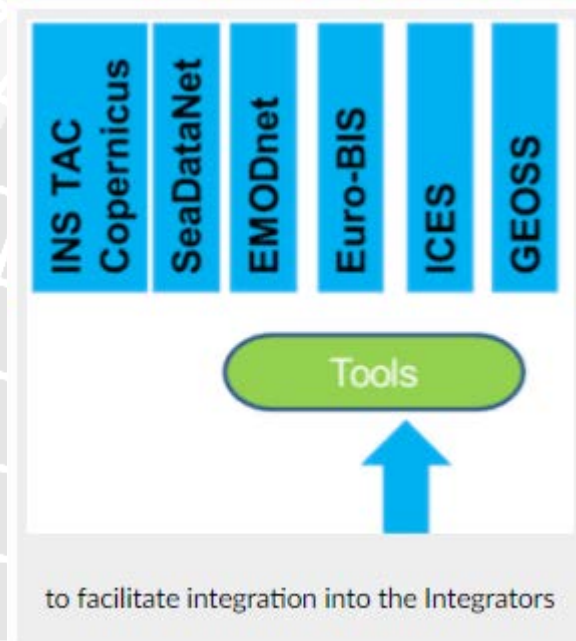 INS TAC
Copernicus
SeaDataNet
EMODnet
Euro-BIS
ICES
GEOSS
Tools
to facilitate integration into the Integrators